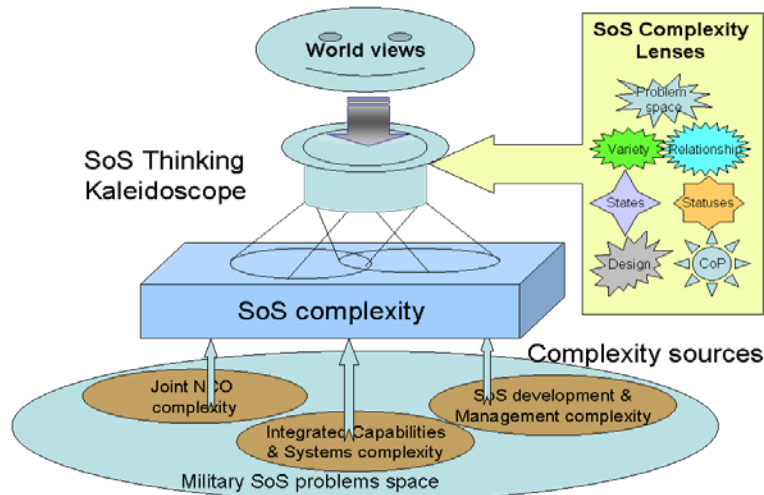 World views
SoS Complexity
Lenses
Problem
space
Variety
Relationship
States
Statuses
Design
CoP
SoS Thinking
Kaleidoscope
SoS complexity
Complexity sources
Joint NCO
complexity
SoS development &
Management complexity
Integrated Capabilities
& Systems complexity
Military SoS problems space